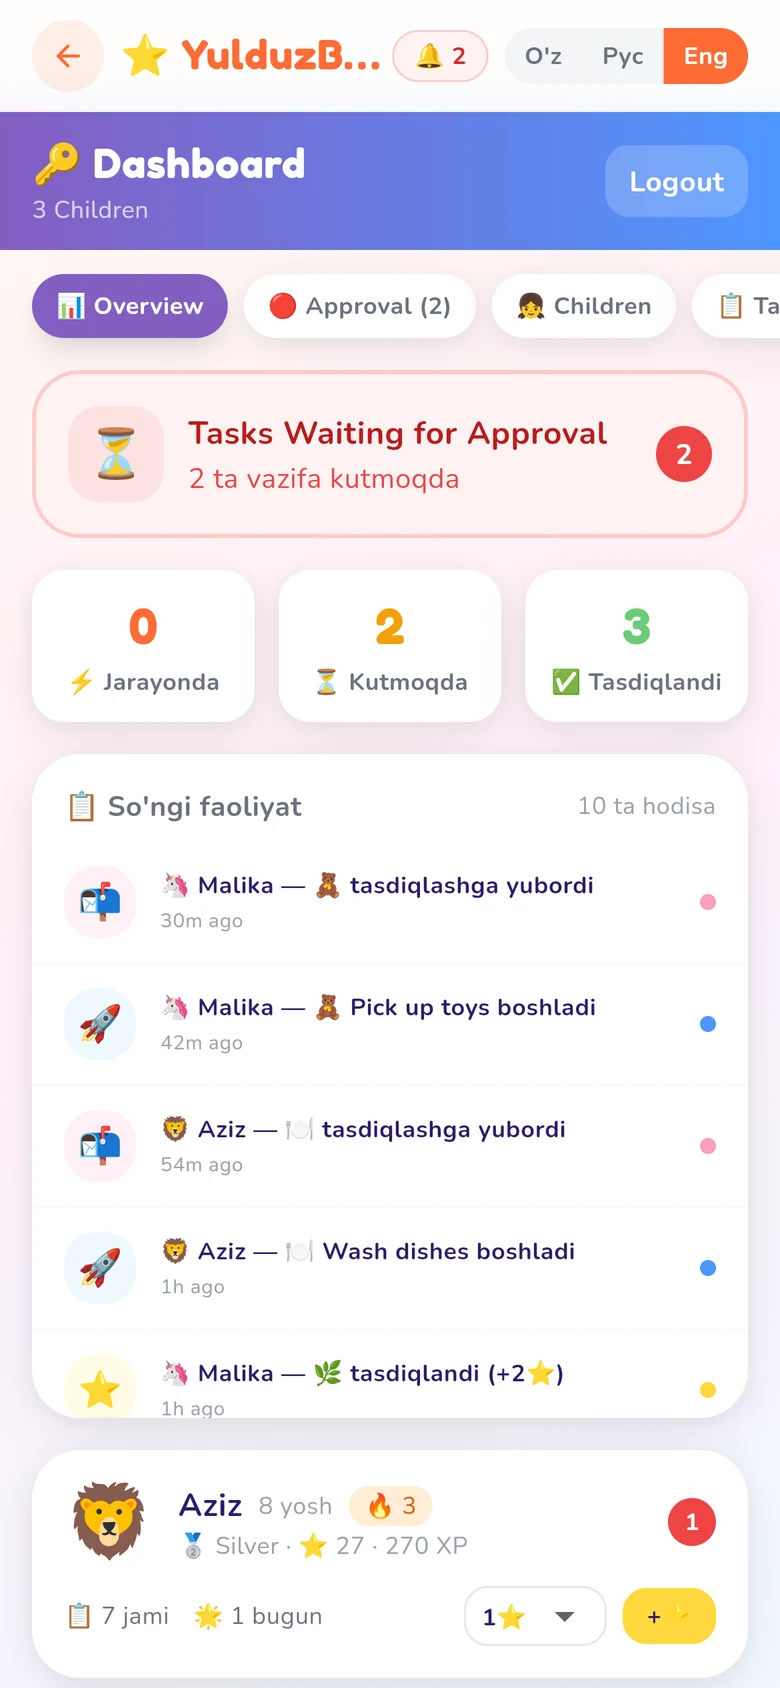 YulduzB...
2
O'z
Рус
Eng
Dashboard
3 Children
Logout
Overview
Approval (2)
Children
Ta
Tasks Waiting for Approval
2 ta vazifa kutmoqda
2
0
2
3
Jarayonda
Kutmoqda
Tasdiqlandi
So'ngi faoliyat
10 ta hodisa
Malika — tasdiqlashga yubordi
30m ago
Malika — Pick up toys boshladi
42m ago
Aziz — tasdiqlashga yubordi
54m ago
Aziz — Wash dishes boshladi
1h ago
Malika — tasdiqlandi (+2⭐)
1h ago
Aziz 8 yosh 🔥 3
Silver · ⭐ 27 · 270 XP
1
7 jami
1 bugun
1⭐
+